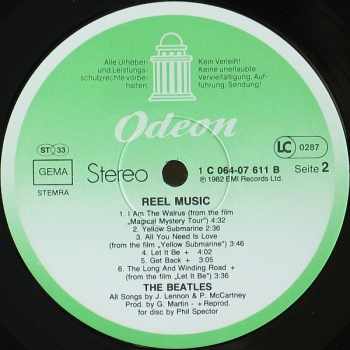 Alle Urheber-
und Leistungs-
schutzrechte vorbe-
halten.
Kein Verleih!
Keine unerlaubte
Vervielfältigung, Auf-
führung, Sendung!
Odeon
ST 33
GEMA
STEMRA
Stereo
1 C 064-07 611 B
℗ 1982 EMI Records Ltd.
LC 0287
Seite 2
REEL MUSIC
1. I Am The Walrus (from the film
„Magical Mystery Tour") 4:35
2. Yellow Submarine 2:40
3. All You Need Is Love
(from the film „Yellow Submarine") 3:46
4. Let It Be + 4:02
5. Get Back + 3:05
6. The Long And Winding Road +
(from the film „Let It Be") 3:36
THE BEATLES
All Songs by J. Lennon & P. McCartney
Prod. by G. Martin - + Reprod.
for disc by Phil Spector